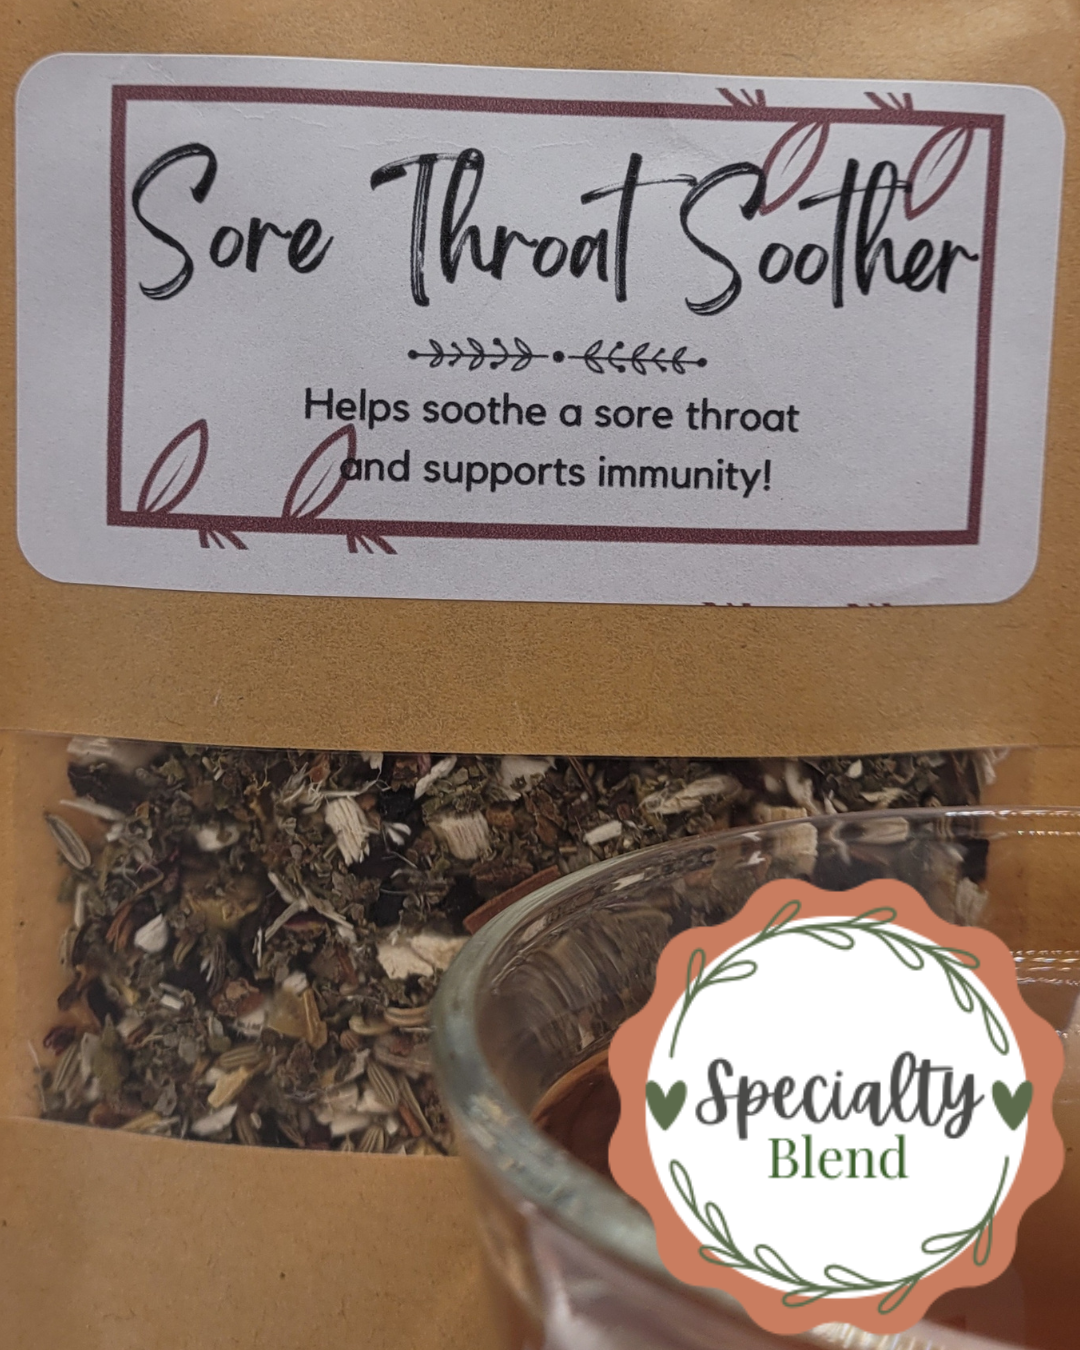 Sore Throat Soother
Helps soothe a sore throat
and supports immunity!
Specialty
Blend